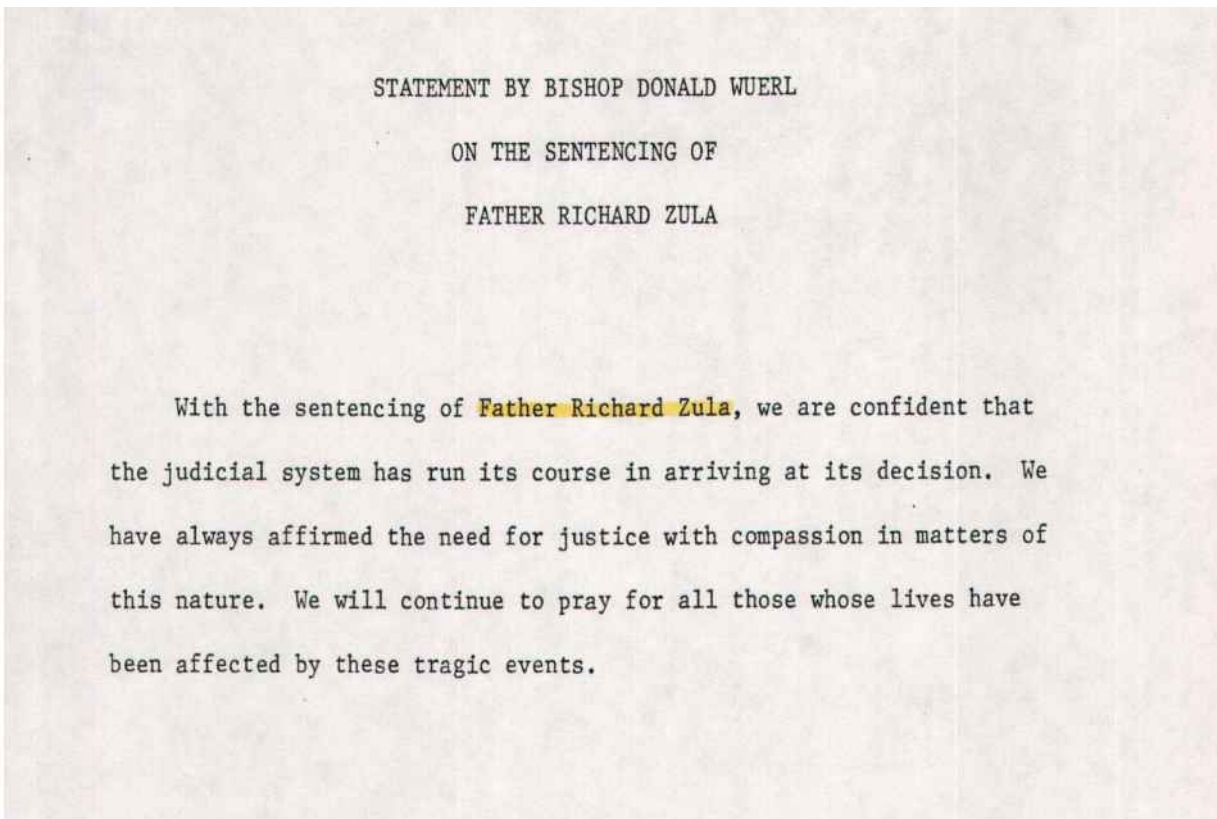 STATEMENT BY BISHOP DONALD WUERL
ON THE SENTENCING OF
FATHER RICHARD ZULA
With the sentencing of Father Richard Zula, we are confident that
the judicial system has run its course in arriving at its decision. We
have always affirmed the need for justice with compassion in matters of
this nature. We will continue to pray for all those whose lives have
been affected by these tragic events.